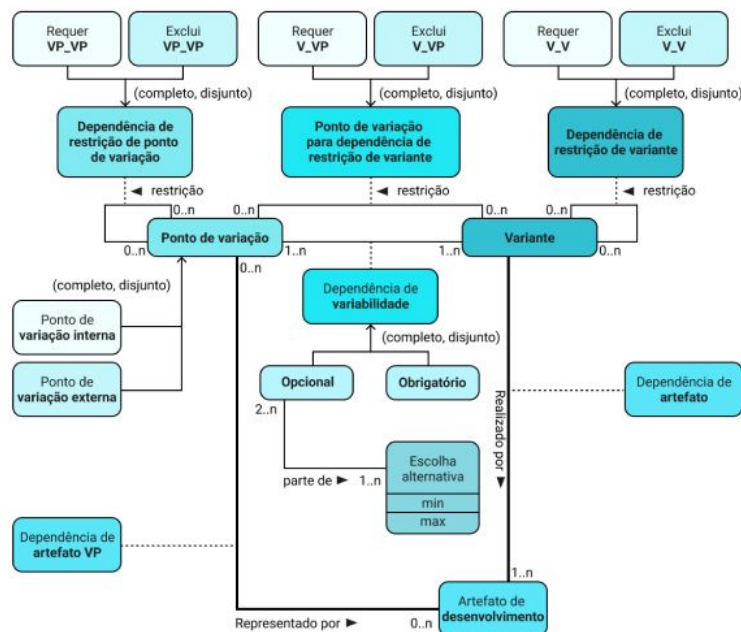 Requer
VP_VP
Exclui
VP_VP
Requer
V_VP
Exclui
V_VP
Requer
V_V
Exclui
V_V
(completo, disjunto)
(completo, disjunto)
(completo, disjunto)
Dependência de
restrição de ponto
de variação
Ponto de variação
para dependência de
restrição de variante
Dependência de
restrição de variante
◄ restrição
◄ restrição
◄ restrição
0..n
0..n
0..n
0..n
Ponto de variação
Variante
0..n
1..n
1..n
0..n
0..n
(completo, disjunto)
Dependência de
variabilidade
Ponto de
variação interna
(completo, disjunto)
Ponto de
variação externa
Opcional
Obrigatório
Dependência de
artefato
2..n
Realizado por ►
Escolha
alternativa
parte de ►
1..n
min
max
Dependência de
artefato VP
1..n
Artefato de
desenvolvimento
Representado por ►
0..n